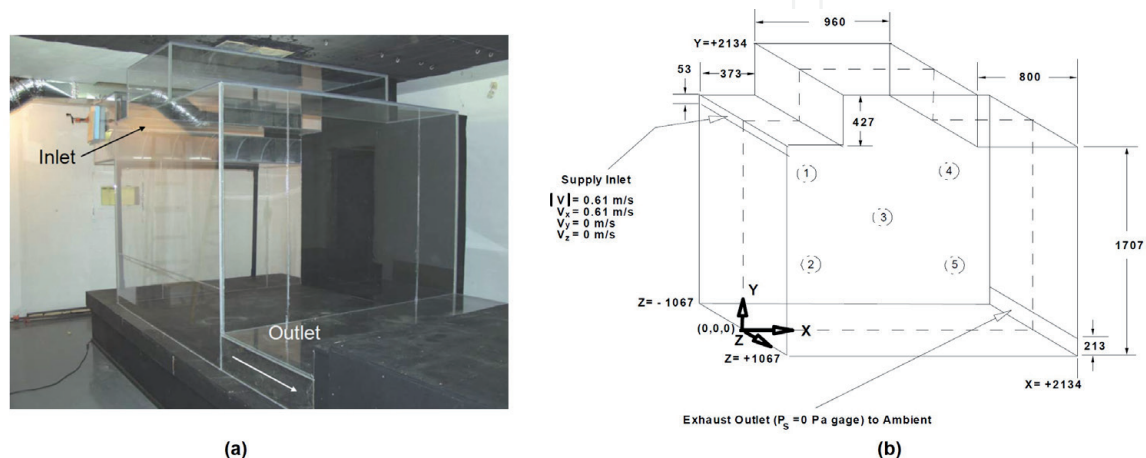 Inlet
Outlet
(a)
960
Y=+2134
53
373
800
427
Supply Inlet
|V| = 0.61 m/s
Vx = 0.61 m/s
Vy = 0 m/s
Vz = 0 m/s
1
4
3
2
5
1707
Z= - 1067
Y
(0,0,0)
X
Z
Z= +1067
213
X= +2134
Exhaust Outlet (PS =0 Pa gage) to Ambient
(b)